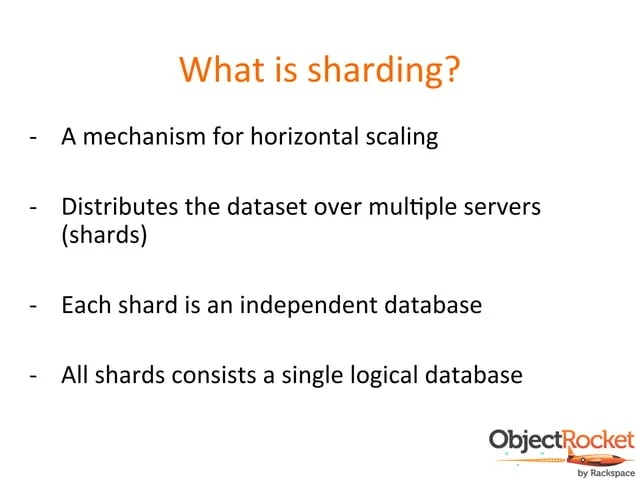 What is sharding?
- A mechanism for horizontal scaling
- Distributes the dataset over multiple servers
(shards)
- Each shard is an independent database
- All shards consists a single logical database
ObjectRocket
by Rackspace